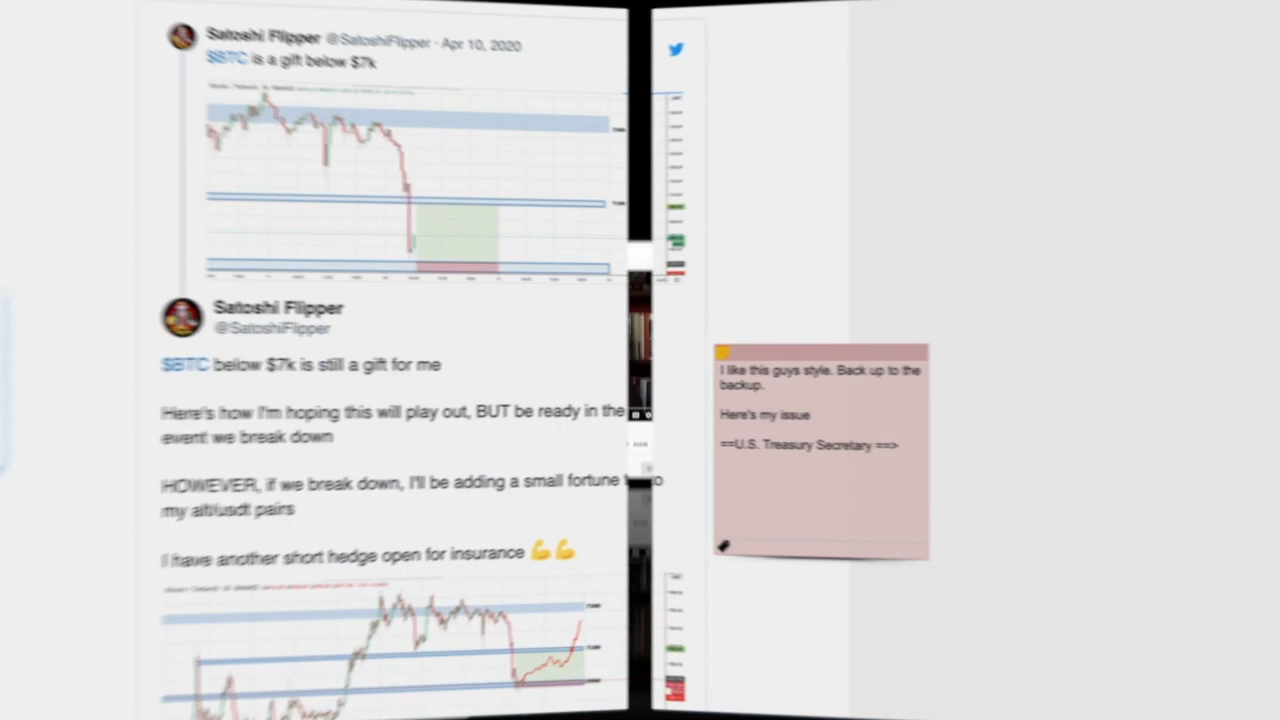 Satoshi Flipper @SatoshiFlipper · Apr 10, 2020
$BTC is a gift below $7k
Satoshi Flipper
@SatoshiFlipper
$BTC below $7k is still a gift for me
Here's how I'm hoping this will play out, BUT be ready in the
event we break down
HOWEVER, if we break down, I'll be adding a small fortune to
my alt/usdt pairs
I have another short hedge open for insurance 💪💪
I like this guys style. Back up to the
backup.
Here's my issue
==U.S. Treasury Secretary ==>